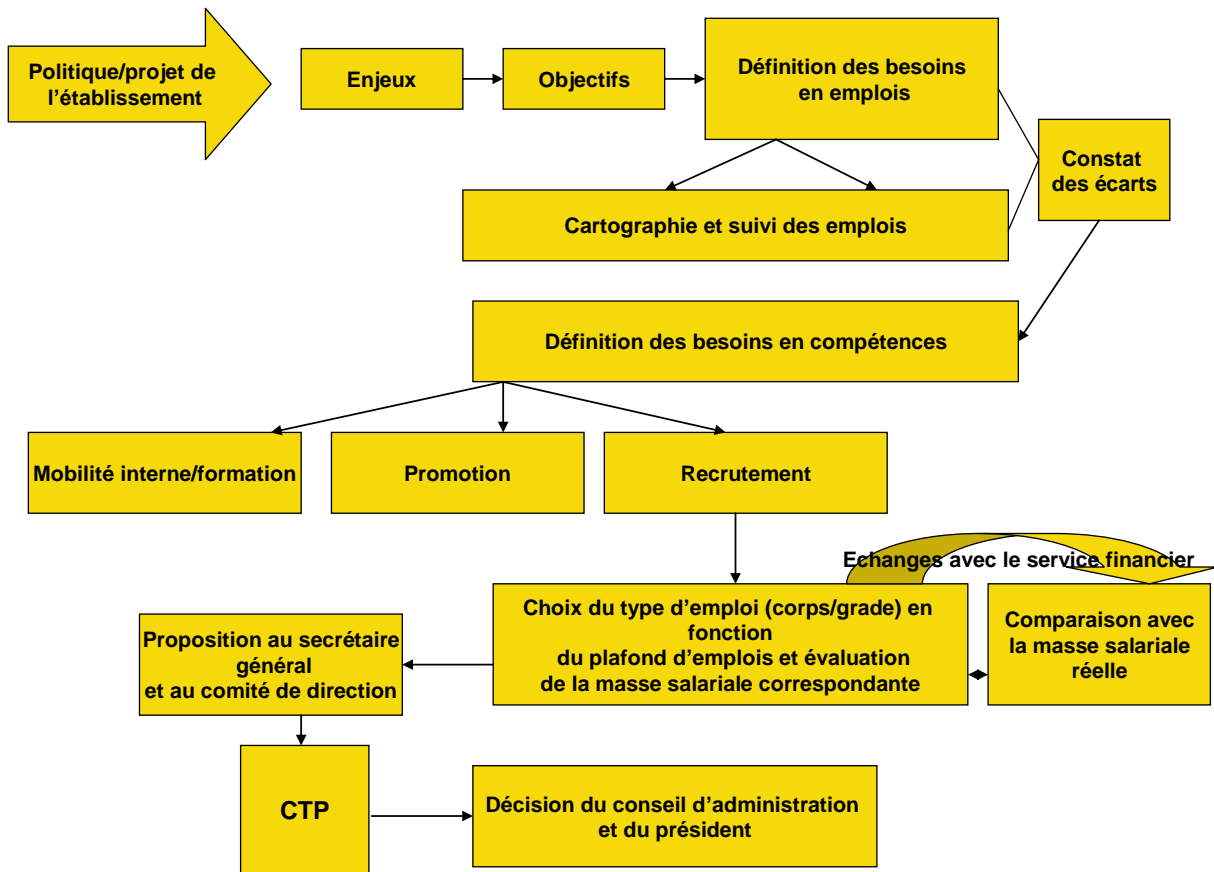 Politique/projet de
l'établissement
Enjeux
Objectifs
Définition des besoins
en emplois
Constat
des écarts
Cartographie et suivi des emplois
Définition des besoins en compétences
Mobilité interne/formation
Promotion
Recrutement
Echanges avec le service financier
Choix du type d'emploi (corps/grade) en
fonction
du plafond d'emplois et évaluation
de la masse salariale correspondante
Comparaison avec
la masse salariale
réelle
Proposition au secrétaire
général
et au comité de direction
CTP
Décision du conseil d'administration
et du président